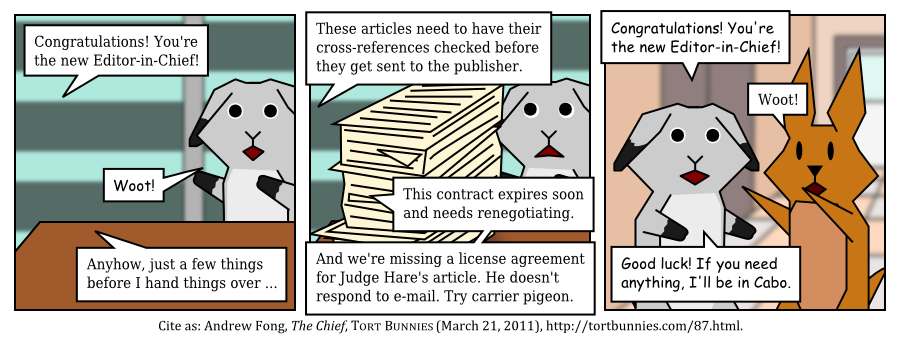 Congratulations! You're
the new Editor-in-Chief!
Woot!
Anyhow, just a few things
before I hand things over ...
These articles need to have their
cross-references checked before
they get sent to the publisher.
This contract expires soon
and needs renegotiating.
And we're missing a license agreement
for Judge Hare's article. He doesn't
respond to e-mail. Try carrier pigeon.
Congratulations! You're
the new Editor-in-Chief!
Woot!
Good luck! If you need
anything, I'll be in Cabo.
Cite as: Andrew Fong, The Chief, TORT BUNNIES (March 21, 2011), http://tortbunnies.com/87.html.